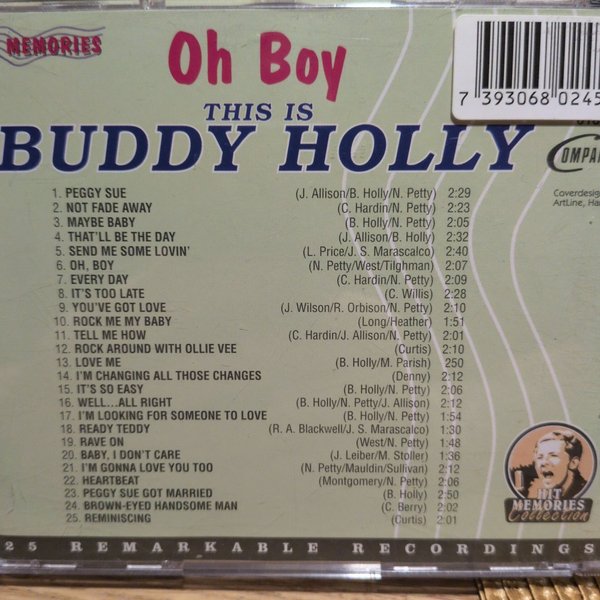 MEMORIES
Oh Boy
THIS IS
BUDDY HOLLY
7 393068 0245
COMPA
Coverdesign
ArtLine, Ha
1. PEGGY SUE (J. Allison/B. Holly/N. Petty) 2:29
2. NOT FADE AWAY (C. Hardin/N. Petty) 2:23
3. MAYBE BABY (B. Holly/N. Petty) 2:05
4. THAT'LL BE THE DAY (J. Allison/B. Holly) 2:32
5. SEND ME SOME LOVIN' (L. Price/J. S. Marascalco) 2:40
6. OH, BOY (N. Petty/West/Tilghman) 2:07
7. EVERY DAY (C. Hardin/N. Petty) 2:09
8. IT'S TOO LATE (C. Willis) 2:28
9. YOU'VE GOT LOVE (J. Wilson/R. Orbison/N. Petty) 2:10
10. ROCK ME MY BABY (Long/Heather) 1:51
11. TELL ME HOW (C. Hardin/J. Allison/N. Petty) 2:01
12. ROCK AROUND WITH OLLIE VEE (Curtis) 2:10
13. LOVE ME (B. Holly/M. Parish) 250
14. I'M CHANGING ALL THOSE CHANGES (Denny) 2:12
15. IT'S SO EASY (B. Holly/N. Petty) 2:06
16. WELL...ALL RIGHT (B. Holly/N. Petty/J. Allison) 2:12
17. I'M LOOKING FOR SOMEONE TO LOVE (B. Holly/N. Petty) 1:54
18. READY TEDDY (R. A. Blackwell/J. S. Marascalco) 1:30
19. RAVE ON (West/N. Petty) 1:48
20. BABY, I DON'T CARE (J. Leiber/M. Stoller) 1:36
21. I'M GONNA LOVE YOU TOO (N. Petty/Mauldin/Sullivan) 2:12
22. HEARTBEAT (Montgomery/N. Petty) 2:06
23. PEGGY SUE GOT MARRIED (B. Holly) 2:50
24. BROWN-EYED HANDSOME MAN (C. Berry) 2:02
25. REMINISCING (Curtis) 2:01
HIT
MEMORIES
Collection
25 REMARKABLE RECORDINGS